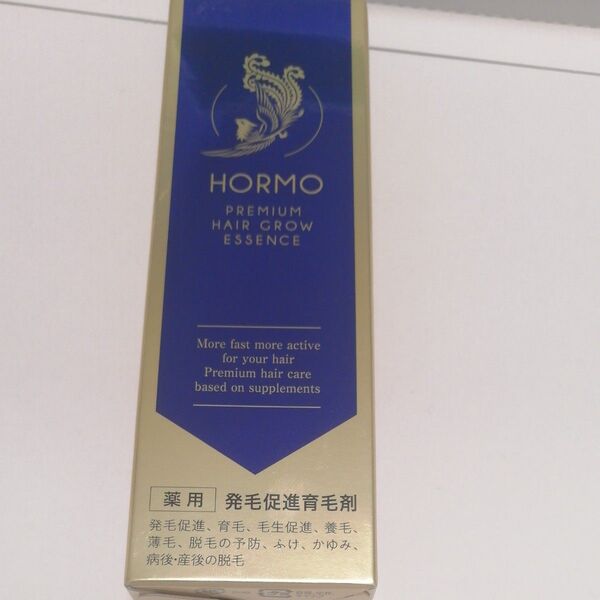 HORMO
PREMIUM
HAIR GROW
ESSENCE
More fast more active
for your hair
Premium hair care
based on supplements
薬用 発毛促進育毛剤
発毛促進、育毛、毛生促進、養毛、
薄毛、脱毛の予防、ふけ、かゆみ、
病後・産後の脱毛